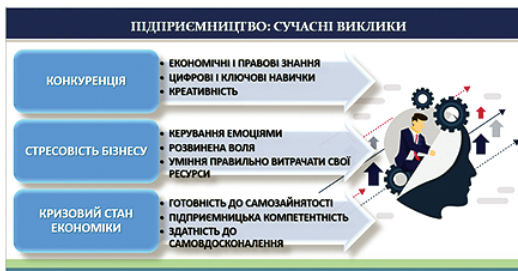 ПІДПРИЄМНИЦТВО: СУЧАСНІ ВИКЛИКИ
КОНКУРЕНЦІЯ
• ЕКОНОМІЧНІ І ПРАВОВІ ЗНАННЯ
• ЦИФРОВІ І КЛЮЧОВІ НАВИЧКИ
• КРЕАТИВНІСТЬ
СТРЕСОВІСТЬ БІЗНЕСУ
• КЕРУВАННЯ ЕМОЦІЯМИ
• РОЗВИНЕНА ВОЛЯ
• УМІННЯ ПРАВИЛЬНО ВИТРАЧАТИ СВОЇ
РЕСУРСИ
КРИЗОВИЙ СТАН
ЕКОНОМІКИ
• ГОТОВНІСТЬ ДО САМОЗАЙНЯТОСТІ
• ПІДПРИЄМНИЦЬКА КОМПЕТЕНТНІСТЬ
• ЗДАТНІСТЬ ДО
САМОВДОСКОНАЛЕННЯ